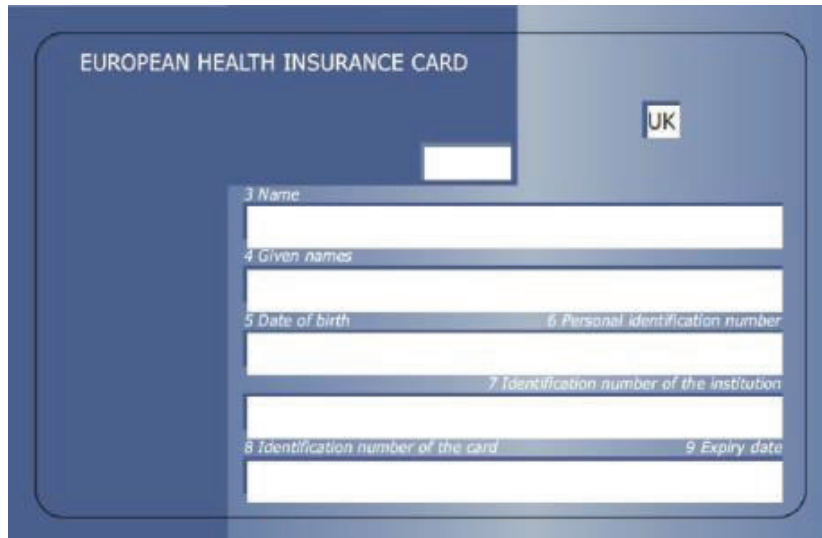 EUROPEAN HEALTH INSURANCE CARD
UK
3 Name
4 Given names
5 Date of birth 6 Personal identification number
7 Identification number of the institution
8 Identification number of the card 9 Expiry date